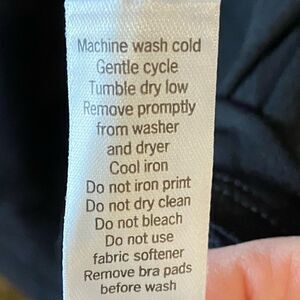 Machine wash cold
Gentle cycle
Tumble dry low
Remove promptly
from washer
and dryer
Cool iron
Do not iron print
Do not dry clean
Do not bleach
Do not use
fabric softener
Remove bra pads
before wash